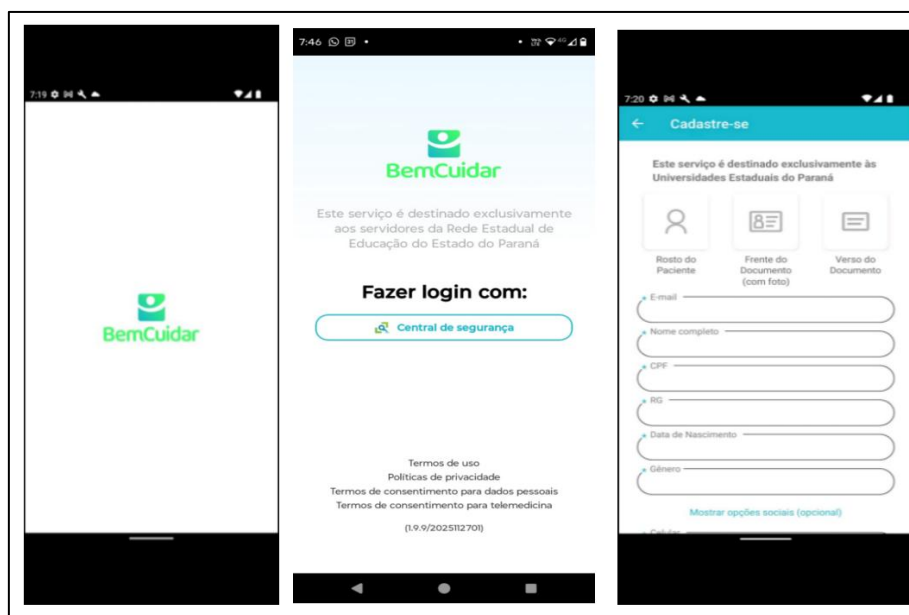 7:19
BemCuidar
7:46
BemCuidar
Este serviço é destinado exclusivamente
aos servidores da Rede Estadual de
Educação do Estado do Paraná
Fazer login com:
Central de segurança
Termos de uso
Políticas de privacidade
Termos de consentimento para dados pessoais
Termos de consentimento para telemedicina
(1.9.9/2025112701)
7:20
Cadastre-se
Este serviço é destinado exclusivamente às
Universidades Estaduais do Paraná
Rosto do
Paciente
Frente do
Documento
(com foto)
Verso do
Documento
* E-mail
* Nome completo
* CPF
* RG
* Data de Nascimento
* Gênero
Mostrar opções sociais (opcional)
* Celular